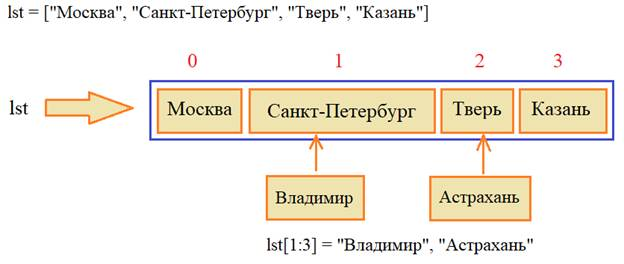 lst = ["Москва", "Санкт-Петербург", "Тверь", "Казань"]
0 1 2 3
lst Москва Санкт-Петербург Тверь Казань
Владимир Астрахань
lst[1:3] = "Владимир", "Астрахань"